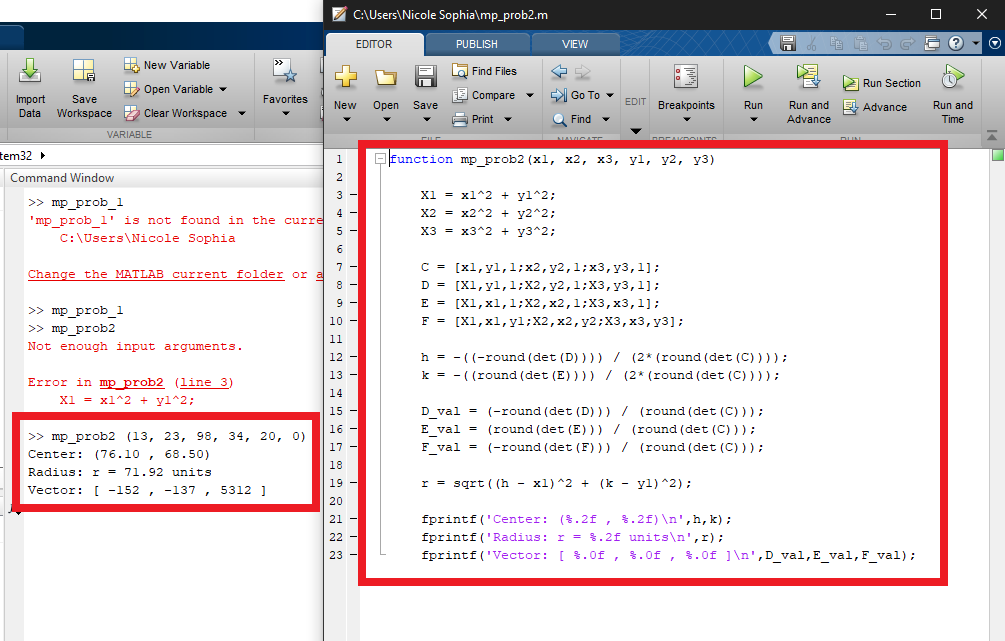 C:\Users\Nicole Sophia\mp_prob2.m
EDITOR
PUBLISH
VIEW
Import Data
Save Workspace
New Variable
Open Variable
Clear Workspace
Favorites
VARIABLE
New
Open
Save
Find Files
Compare
Print
Go To
Find
EDIT
Breakpoints
Run
Run and Advance
Run Section
Advance
Run and Time
FILE
NAVIGATE
BREAKPOINTS
RUN
tem32
Command Window
>> mp_prob_1
'mp_prob_1' is not found in the curre
C:\Users\Nicole Sophia
Change the MATLAB current folder or a
>> mp_prob_1
>> mp_prob2
Not enough input arguments.
Error in mp_prob2 (line 3)
X1 = x1^2 + y1^2;
>> mp_prob2 (13, 23, 98, 34, 20, 0)
Center: (76.10 , 68.50)
Radius: r = 71.92 units
Vector: [ -152 , -137 , 5312 ]
1 function mp_prob2(x1, x2, x3, y1, y2, y3)
2
3 X1 = x1^2 + y1^2;
4 X2 = x2^2 + y2^2;
5 X3 = x3^2 + y3^2;
6
7 C = [x1,y1,1;x2,y2,1;x3,y3,1];
8 D = [X1,y1,1;X2,y2,1;X3,y3,1];
9 E = [X1,x1,1;X2,x2,1;X3,x3,1];
10 F = [X1,x1,y1;X2,x2,y2;X3,x3,y3];
11
12 h = -((-round(det(D)))) / (2*(round(det(C))));
13 k = -((round(det(E)))) / (2*(round(det(C))));
14
15 D_val = (-round(det(D))) / (round(det(C)));
16 E_val = (round(det(E))) / (round(det(C)));
17 F_val = (-round(det(F))) / (round(det(C)));
18
19 r = sqrt((h - x1)^2 + (k - y1)^2);
20
21 fprintf('Center: (%.2f , %.2f)\n',h,k);
22 fprintf('Radius: r = %.2f units\n',r);
23 fprintf('Vector: [ %.0f , %.0f , %.0f ]\n',D_val,E_val,F_val);